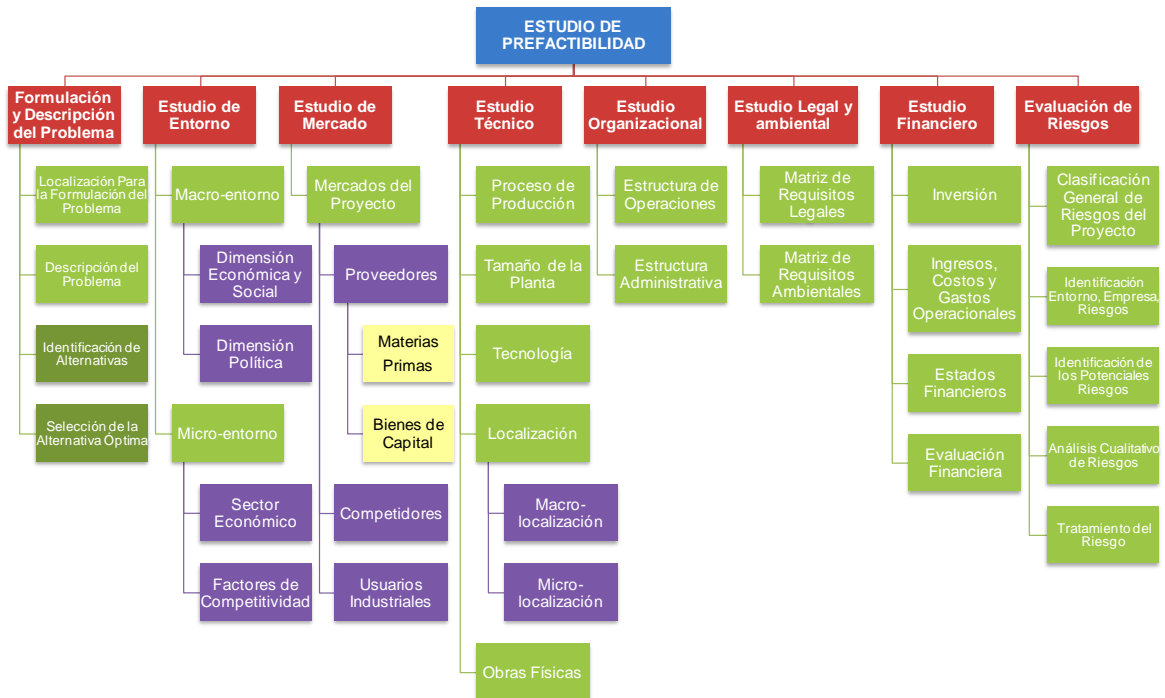 ESTUDIO DE
PREFACTIBILIDAD
Formulación
y Descripción
del Problema
Localización Para
la Formulación del
Problema
Descripción del
Problema
Identificación de
Alternativas
Selección de la
Alternativa Óptima
Estudio de
Entorno
Macro-entorno
Dimensión
Económica y
Social
Dimensión
Política
Micro-entorno
Sector
Económico
Factores de
Competitividad
Estudio de
Mercado
Mercados del
Proyecto
Proveedores
Materias
Primas
Bienes de
Capital
Competidores
Usuarios
Industriales
Estudio
Técnico
Proceso de
Producción
Tamaño de la
Planta
Tecnología
Localización
Macro-
localización
Micro-
localización
Obras Físicas
Estudio
Organizacional
Estructura de
Operaciones
Estructura
Administrativa
Estudio Legal y
ambiental
Matriz de
Requisitos
Legales
Matriz de
Requisitos
Ambientales
Estudio
Financiero
Inversión
Ingresos,
Costos y
Gastos
Operacionales
Estados
Financieros
Evaluación
Financiera
Evaluación de
Riesgos
Clasificación
General de
Riesgos del
Proyecto
Identificación
Entorno, Empresa,
Riesgos
Identificación de
los Potenciales
Riesgos
Análisis Cualitativo
de Riesgos
Tratamiento del
Riesgo